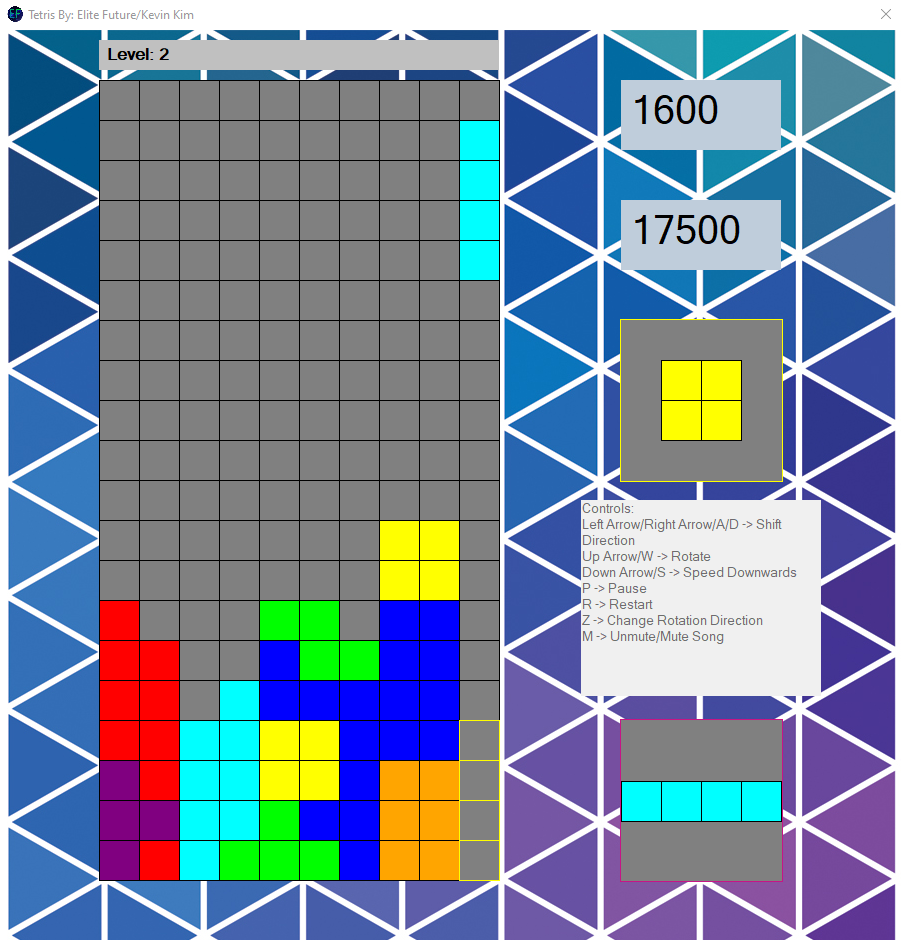 EF Tetris By: Elite Future/Kevin Kim
Level: 2
1600
17500
Controls:
Left Arrow/Right Arrow/A/D -> Shift
Direction
Up Arrow/W -> Rotate
Down Arrow/S -> Speed Downwards
P -> Pause
R -> Restart
Z -> Change Rotation Direction
M -> Unmute/Mute Song